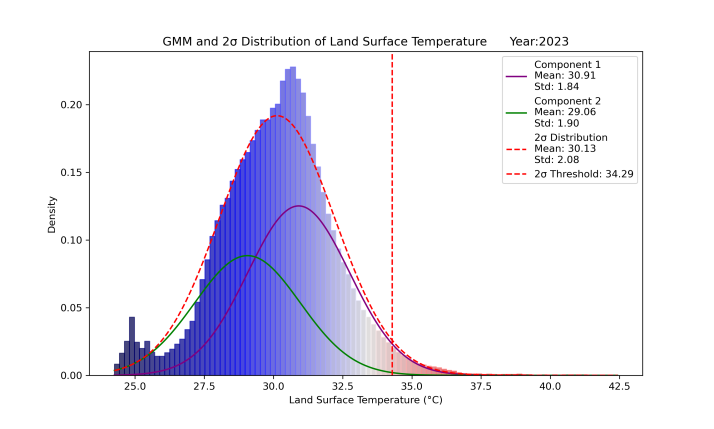 GMM and 2σ Distribution of Land Surface Temperature Year:2023
Component 1
Mean: 30.91
Std: 1.84
Component 2
Mean: 29.06
Std: 1.90
2σ Distribution
Mean: 30.13
Std: 2.08
2σ Threshold: 34.29
Density
0.20
0.15
0.10
0.05
0.00
25.0 27.5 30.0 32.5 35.0 37.5 40.0 42.5
Land Surface Temperature (°C)